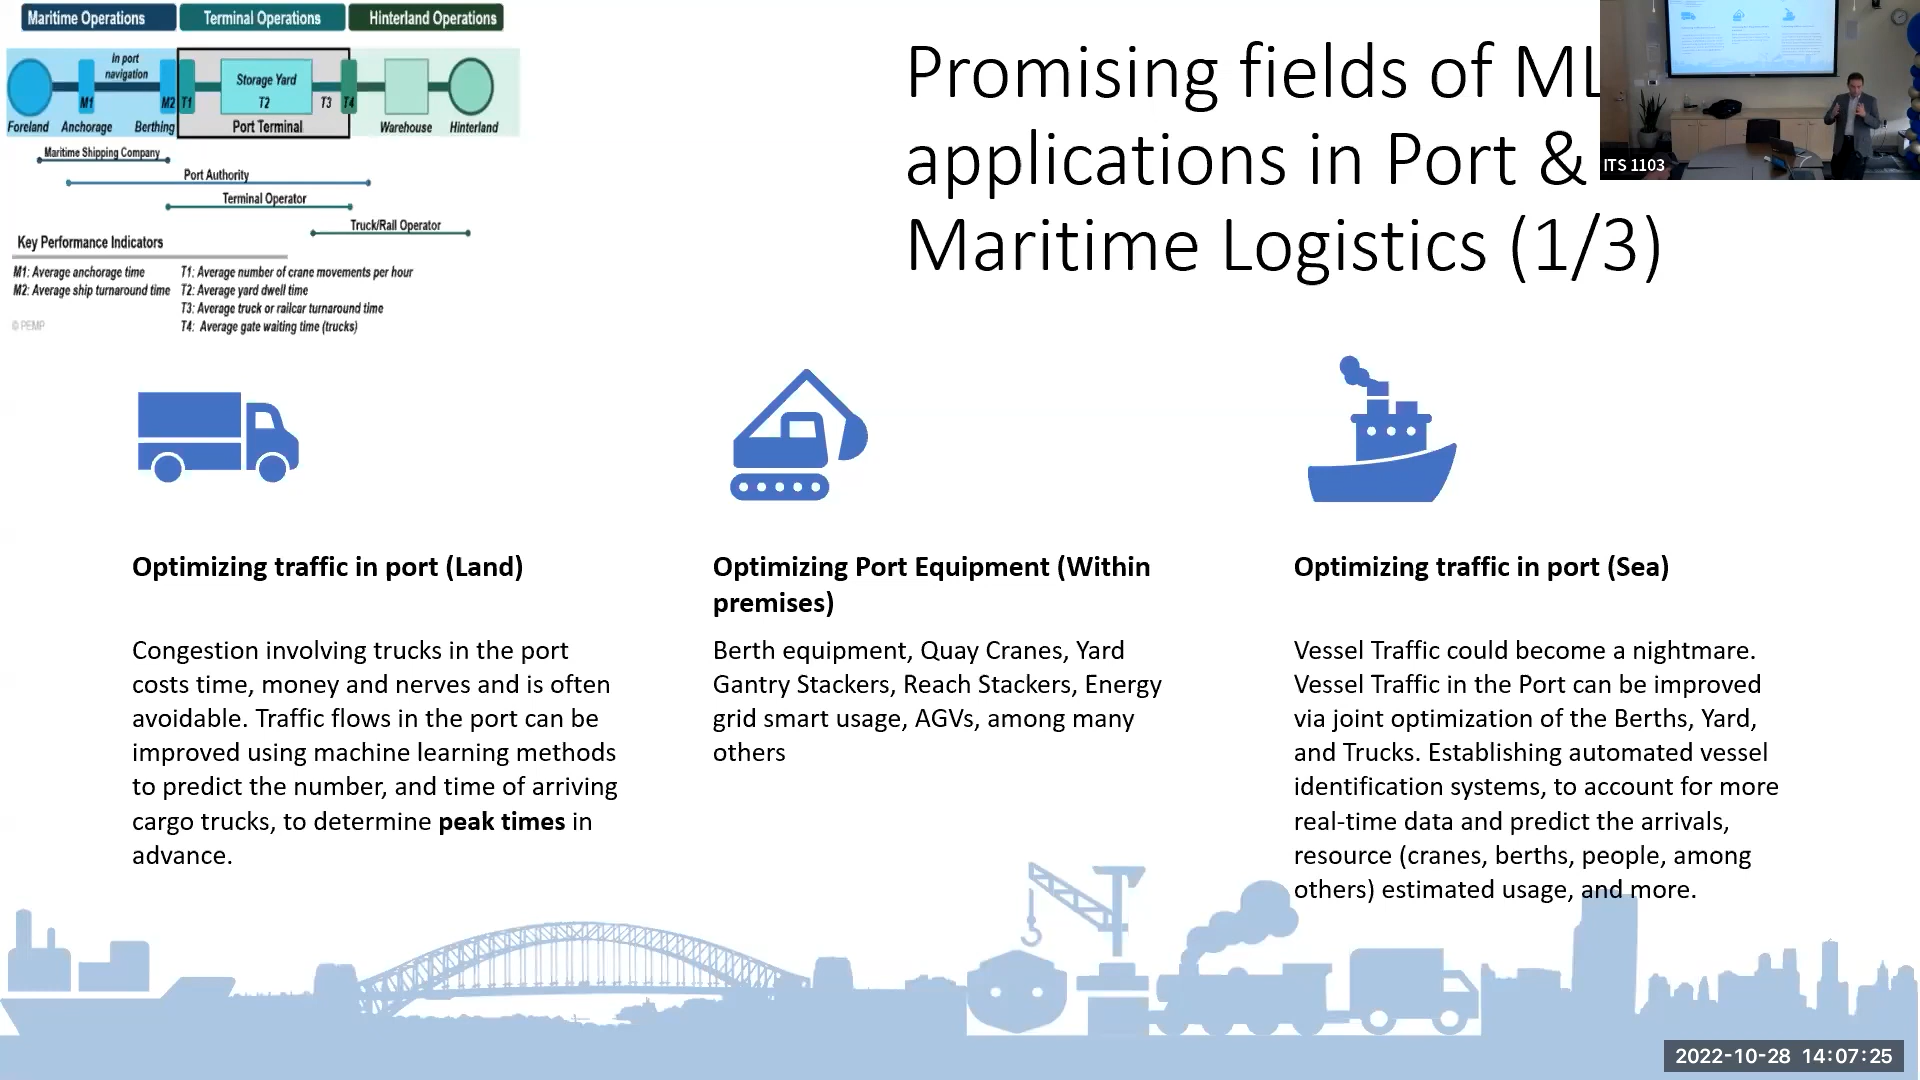 Maritime Operations
Terminal Operations
Hinterland Operations
In port
navigation
Storage Yard
M1
M2
T1
T2
T3
T4
Foreland
Anchorage
Berthing
Port Terminal
Warehouse
Hinterland
Maritime Shipping Company
Port Authority
Terminal Operator
Truck/Rail Operator
Key Performance Indicators
M1: Average anchorage time
M2: Average ship turnaround time
T1: Average number of crane movements per hour
T2: Average yard dwell time
T3: Average truck or railcar turnaround time
T4: Average gate waiting time (trucks)
© PEMP
Promising fields of ML
applications in Port &
Maritime Logistics (1/3)
ITS 1103
Optimizing traffic in port (Land)
Congestion involving trucks in the port
costs time, money and nerves and is often
avoidable. Traffic flows in the port can be
improved using machine learning methods
to predict the number, and time of arriving
cargo trucks, to determine peak times in
advance.
Optimizing Port Equipment (Within
premises)
Berth equipment, Quay Cranes, Yard
Gantry Stackers, Reach Stackers, Energy
grid smart usage, AGVs, among many
others
Optimizing traffic in port (Sea)
Vessel Traffic could become a nightmare.
Vessel Traffic in the Port can be improved
via joint optimization of the Berths, Yard,
and Trucks. Establishing automated vessel
identification systems, to account for more
real-time data and predict the arrivals,
resource (cranes, berths, people, among
others) estimated usage, and more.
2022-10-28 14:07:25